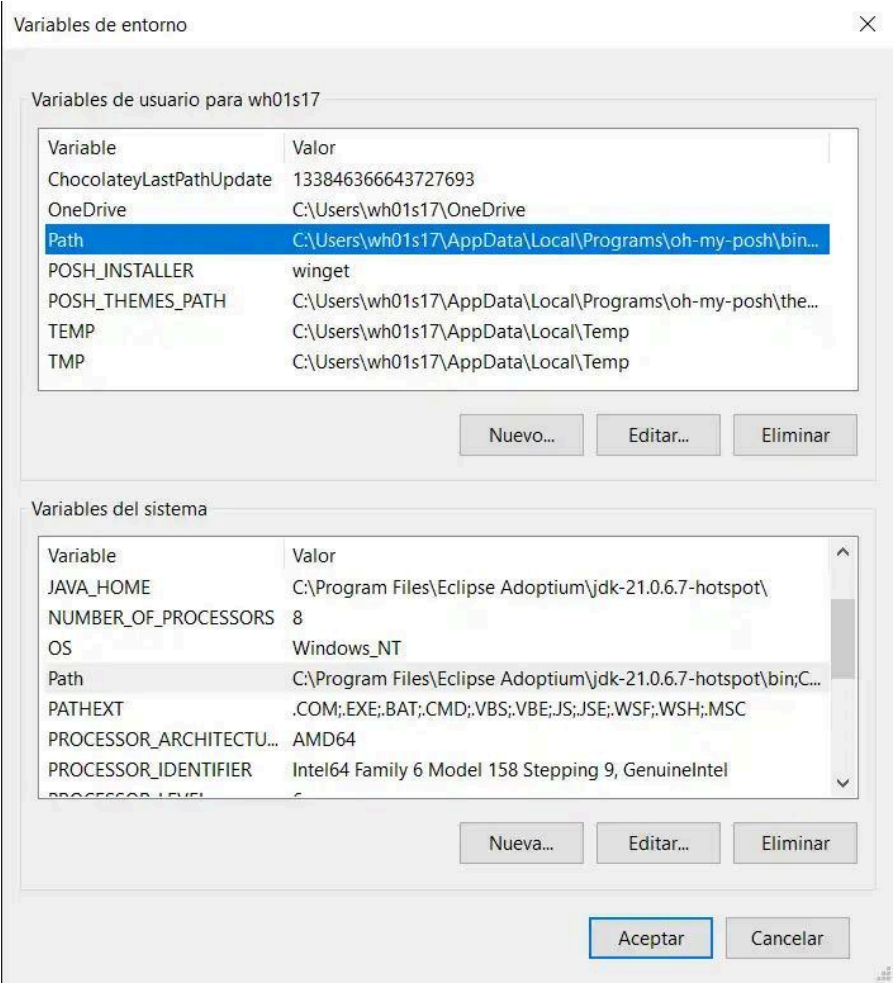 Variables de entorno
Variables de usuario para wh01s17
Variable Valor
ChocolateyLastPathUpdate 133846366643727693
OneDrive C:\Users\wh01s17\OneDrive
Path C:\Users\wh01s17\AppData\Local\Programs\oh-my-posh\bin...
POSH_INSTALLER winget
POSH_THEMES_PATH C:\Users\wh01s17\AppData\Local\Programs\oh-my-posh\the...
TEMP C:\Users\wh01s17\AppData\Local\Temp
TMP C:\Users\wh01s17\AppData\Local\Temp
Nuevo... Editar... Eliminar
Variables del sistema
Variable Valor
JAVA_HOME C:\Program Files\Eclipse Adoptium\jdk-21.0.6.7-hotspot\
NUMBER_OF_PROCESSORS 8
OS Windows_NT
Path C:\Program Files\Eclipse Adoptium\jdk-21.0.6.7-hotspot\bin;C...
PATHEXT .COM;.EXE;.BAT;.CMD;.VBS;.VBE;.JS;.JSE;.WSF;.WSH;.MSC
PROCESSOR_ARCHITECTU... AMD64
PROCESSOR_IDENTIFIER Intel64 Family 6 Model 158 Stepping 9, GenuineIntel
Nueva... Editar... Eliminar
Aceptar Cancelar